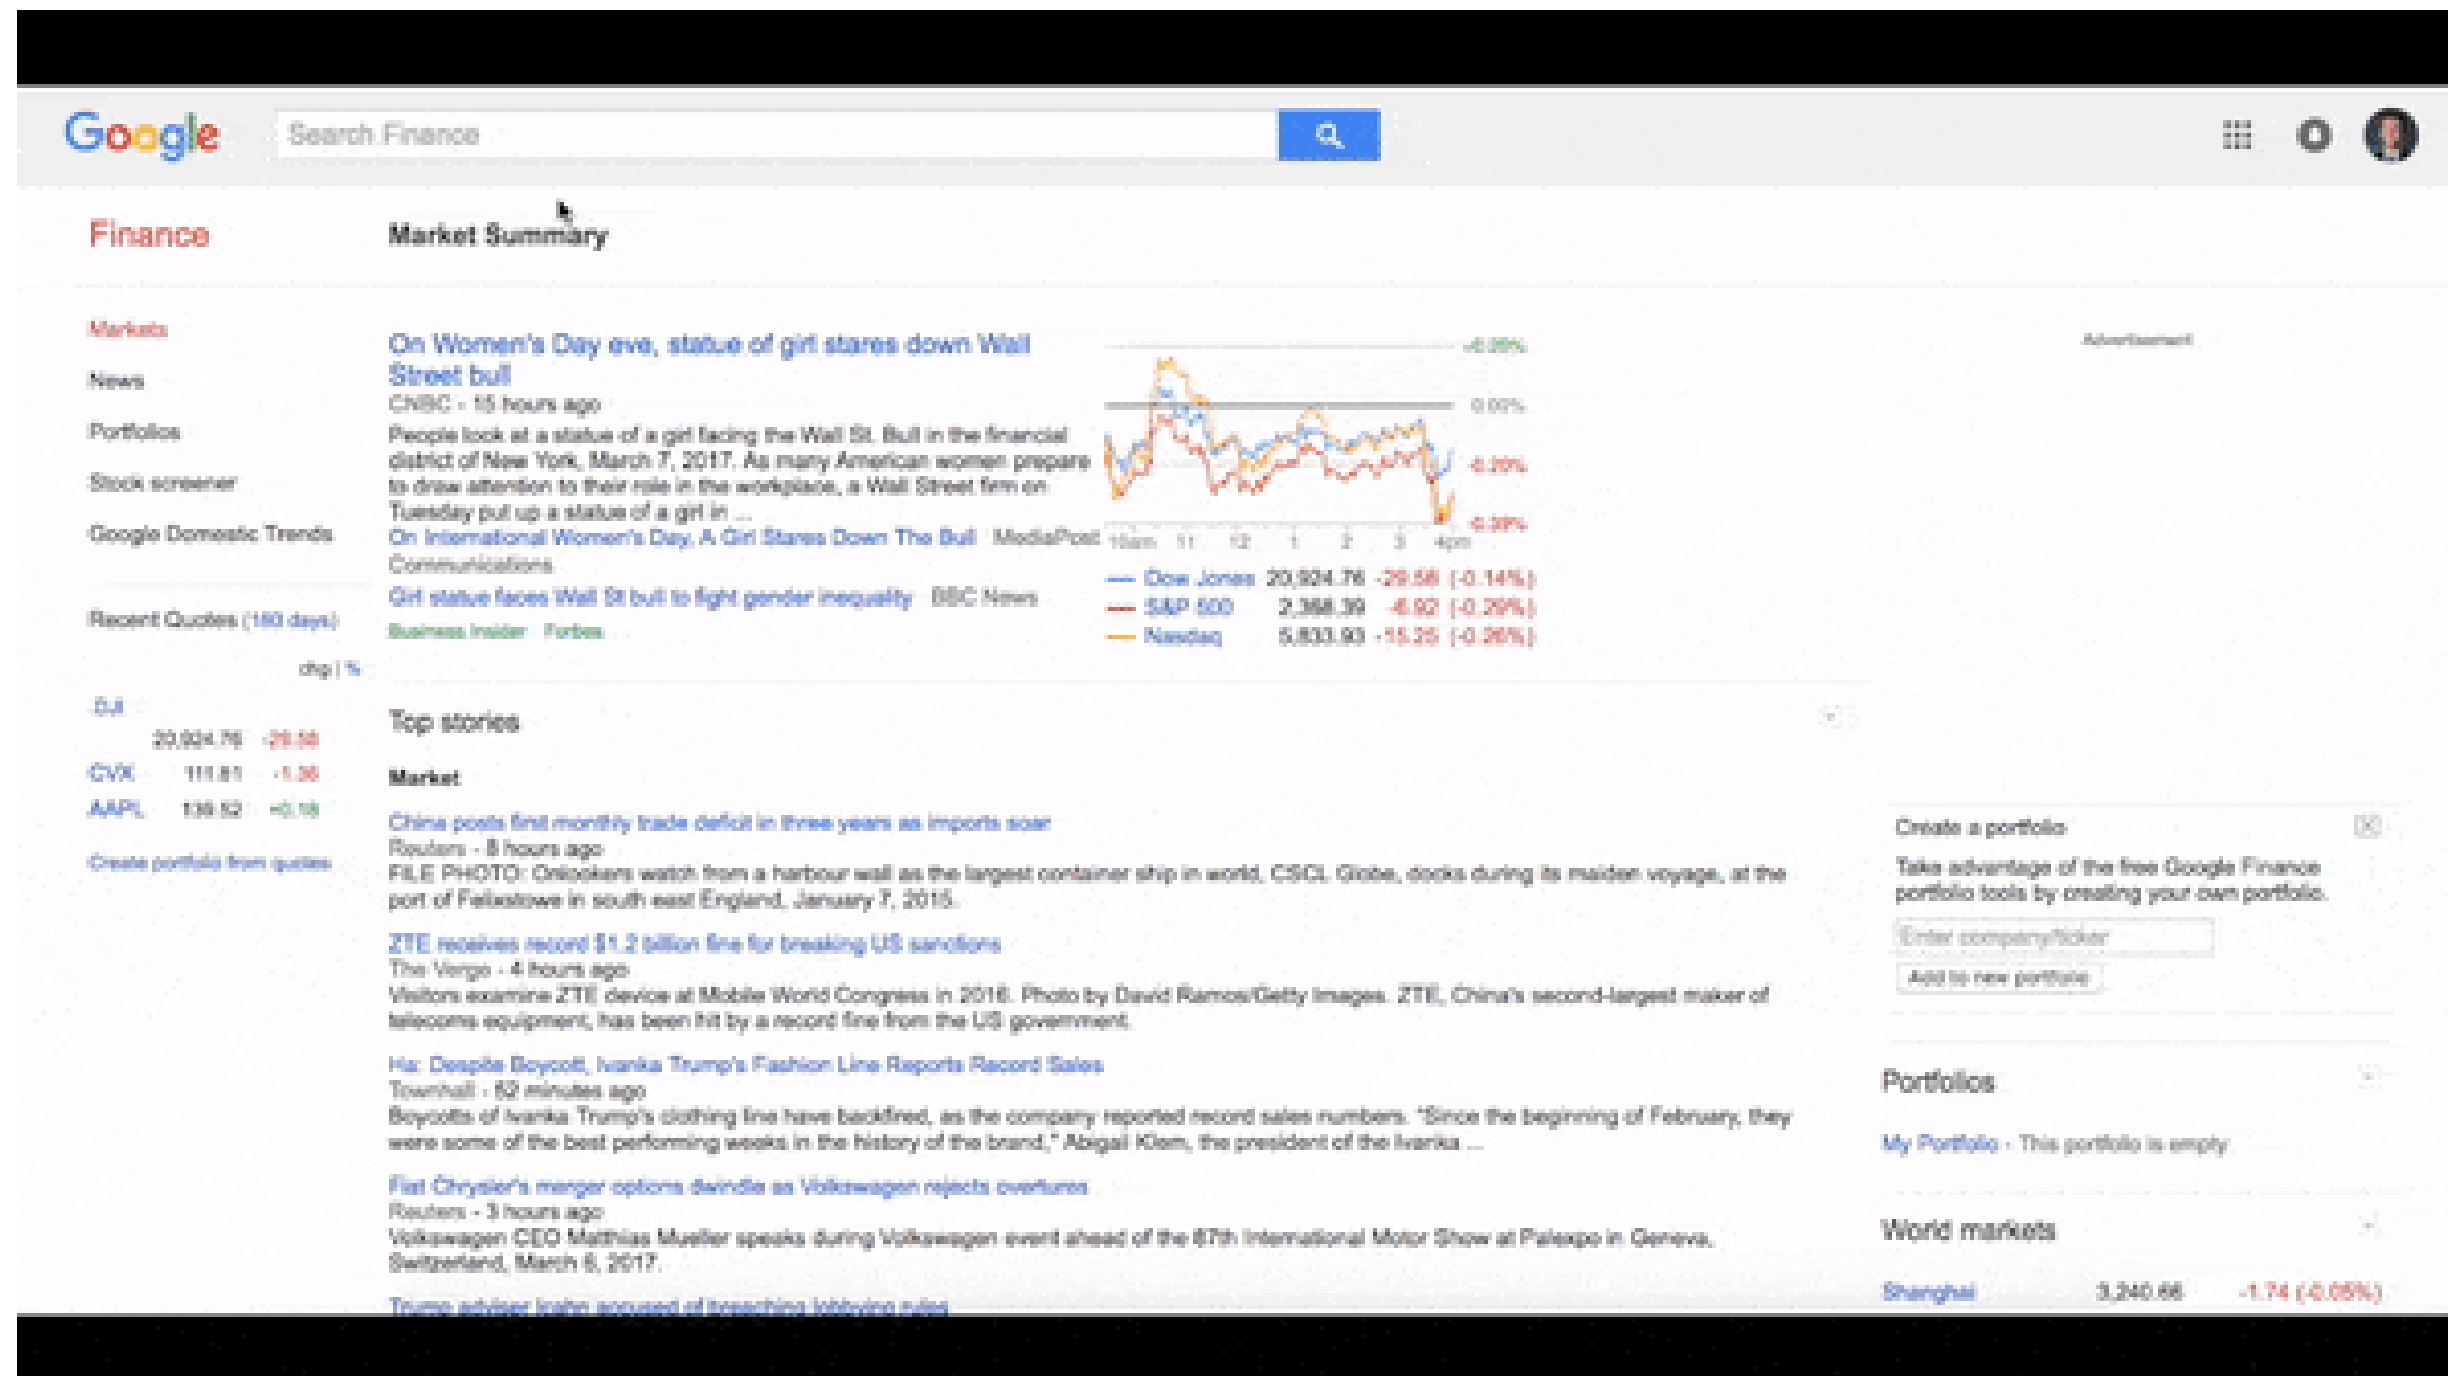 Google
Search Finance
Finance
Market Summary
Markets
News
Portfolios
Stock screener
Google Domestic Trends
Recent Quotes (180 days)
chg | %
.DJI
20,924.76 -29.58
CVX 111.81 -1.36
AAPL 139.52 +0.18
Create portfolio from quotes
On Women's Day eve, statue of girl stares down Wall
Street bull
CNBC - 15 hours ago
People look at a statue of a girl facing the Wall St. Bull in the financial
district of New York, March 7, 2017. As many American women prepare
to draw attention to their role in the workplace, a Wall Street firm on
Tuesday put up a statue of a girl in ...
On International Women's Day, A Girl Stares Down The Bull MediaPost
Communications
Girl statue faces Wall St bull to fight gender inequality BBC News
Business Insider Forbes
0.00%
-0.20%
10am 11 12 1 2 3 4pm
Dow Jones 20,924.76 -29.58 (-0.14%)
S&P 500 2,368.39 -6.92 (-0.29%)
Nasdaq 5,833.93 -15.25 (-0.26%)
Advertisement
Top stories
Market
China posts first monthly trade deficit in three years as imports soar
Reuters - 8 hours ago
FILE PHOTO: Onlookers watch from a harbour wall as the largest container ship in world, CSCL Globe, docks during its maiden voyage, at the
port of Felixstowe in south east England, January 7, 2015.
ZTE receives record $1.2 billion fine for breaking US sanctions
The Verge - 4 hours ago
Visitors examine ZTE device at Mobile World Congress in 2016. Photo by David Ramos/Getty Images. ZTE, China's second-largest maker of
telecoms equipment, has been hit by a record fine from the US government.
Ha: Despite Boycott, Ivanka Trump's Fashion Line Reports Record Sales
Townhall - 52 minutes ago
Boycotts of Ivanka Trump's clothing line have backfired, as the company reported record sales numbers. "Since the beginning of February, they
were some of the best performing weeks in the history of the brand," Abigail Klem, the president of the Ivanka ...
Fiat Chrysler's merger options dwindle as Volkswagen rejects overtures
Reuters - 3 hours ago
Volkswagen CEO Matthias Mueller speaks during Volkswagen event ahead of the 87th International Motor Show at Palexpo in Geneva,
Switzerland, March 6, 2017.
Trump adviser Icahn accused of breaching lobbying rules
Create a portfolio
Take advantage of the free Google Finance
portfolio tools by creating your own portfolio.
Enter company/ticker
Add to new portfolio
Portfolios
My Portfolio - This portfolio is empty
World markets
Shanghai 3,240.66 -1.74 (-0.05%)